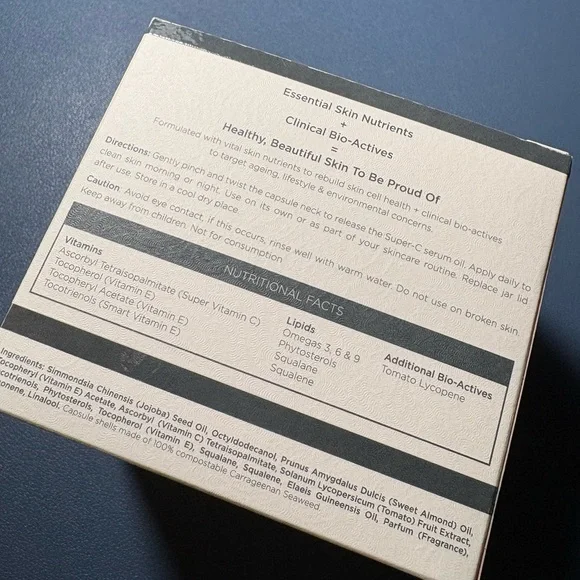 Essential Skin Nutrients
+
Clinical Bio-Actives
=
Healthy, Beautiful Skin To Be Proud Of
Formulated with vital skin nutrients to rebuild skin cell health + clinical bio-actives
to target ageing, lifestyle & environmental concerns.
Directions: Gently pinch and twist the capsule neck to release the Super-C serum oil. Apply daily to
clean skin morning or night. Use on its own or as part of your skincare routine. Replace jar lid
after use. Store in a cool dry place.
Caution: Avoid eye contact, if this occurs, rinse well with warm water. Do not use on broken skin.
Keep away from children. Not for consumption
NUTRITIONAL FACTS
Vitamins
Ascorbyl Tetraisopalmitate (Super Vitamin C)
Tocopherol (Vitamin E)
Tocopheryl Acetate (Vitamin E)
Tocotrienols (Smart Vitamin E)
Lipids
Omegas 3, 6 & 9
Phytosterols
Squalane
Squalene
Additional Bio-Actives
Tomato Lycopene
Ingredients: Simmondsia Chinensis (Jojoba) Seed Oil, Octyldodecanol, Prunus Amygdalus Dulcis (Sweet Almond) Oil,
Tocopheryl (Vitamin E) Acetate, Ascorbyl (Vitamin C) Tetraisopalmitate, Solanum Lycopersicum (Tomato) Fruit Extract,
cotrienols, Phytosterols, Tocopherol (Vitamin E), Squalane, Squalene, Elaeis Guineensis Oil, Parfum (Fragrance),
onene, Linalool. Capsule shells made of 100% compostable Carrageenan Seaweed.